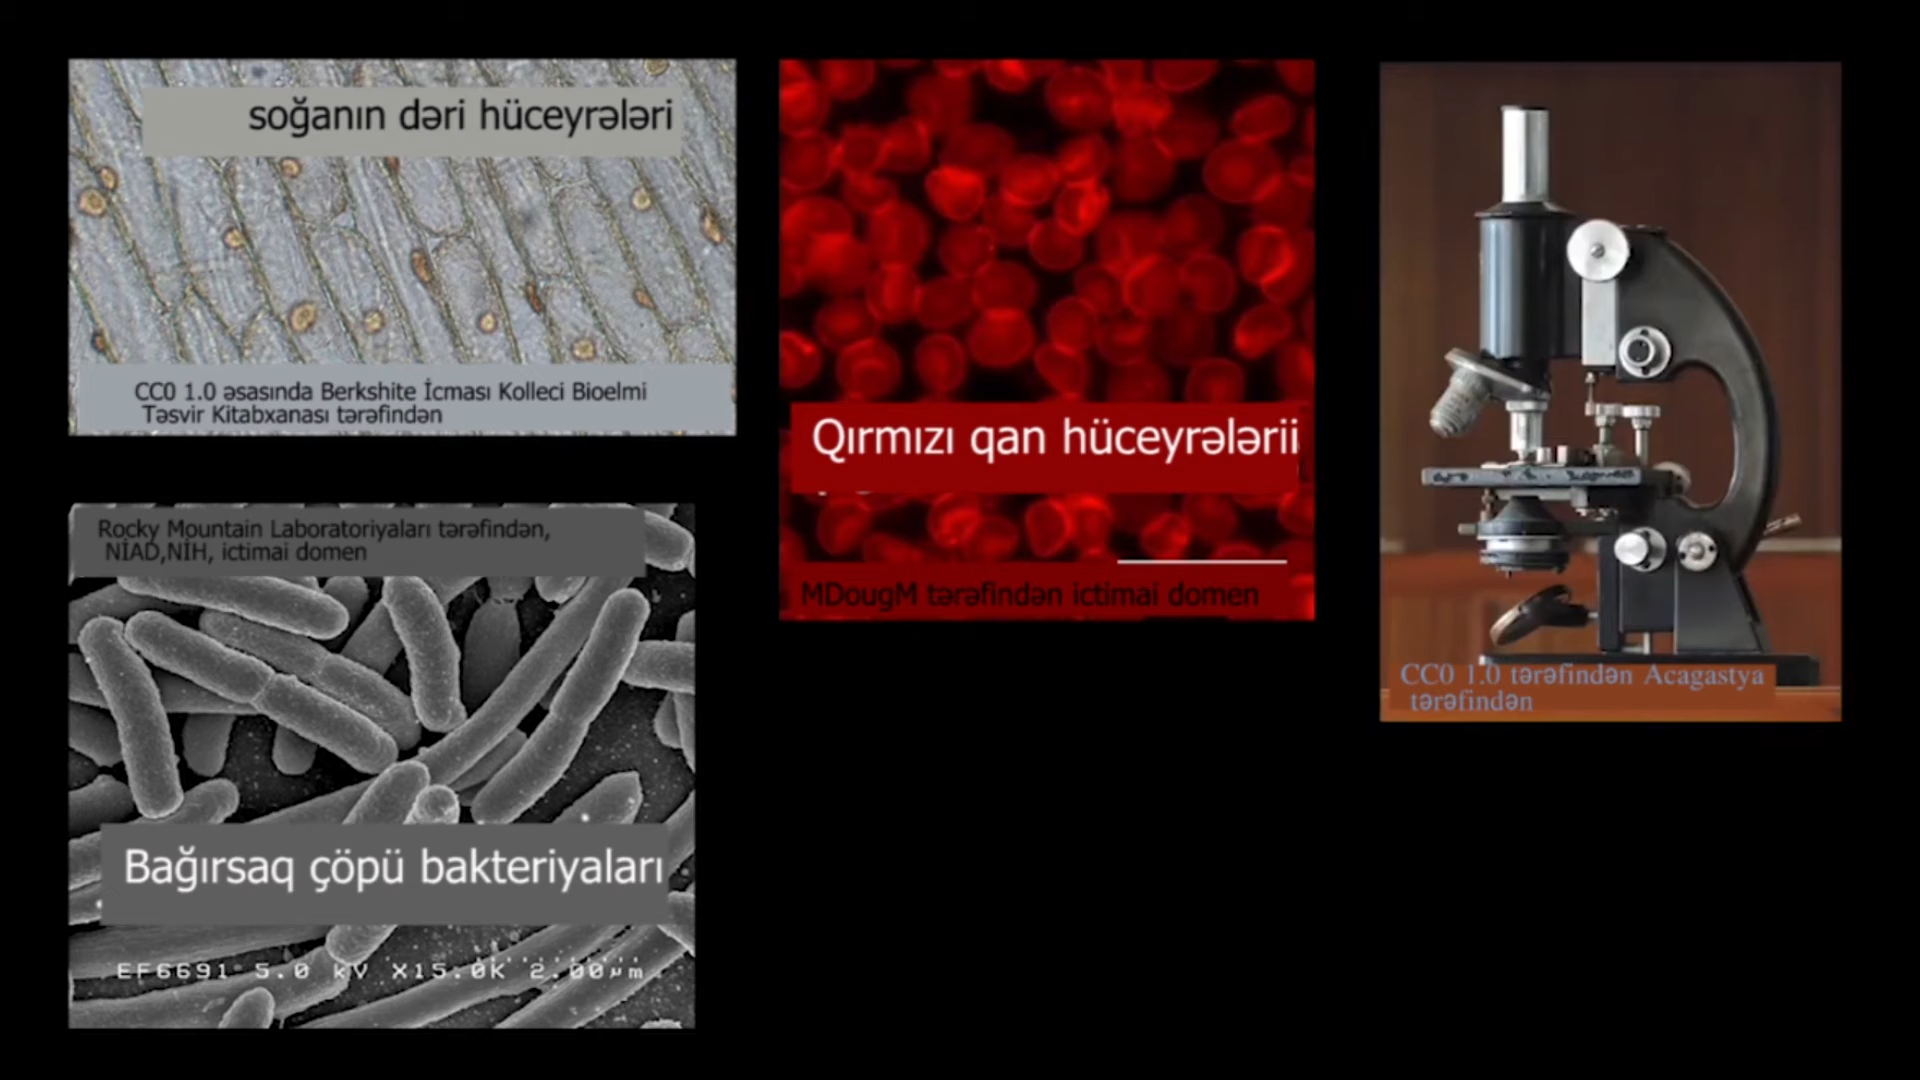 soğanın dəri hüceyrələri
CC0 1.0 əsasında Berkshite İcması Kolleci Bioelmi
Təsvir Kitabxanası tərəfindən
Qırmızı qan hüceyrələrii
MDougM tərəfindən ictimai domen
CC0 1.0 tərəfindən Acagastya
tərəfindən
Rocky Mountain Laboratoriyaları tərəfindən,
NİAD,NİH, ictimai domen
Bağırsaq çöpü bakteriyaları
EF6691 5.0 kV X15.0K 2.00µm